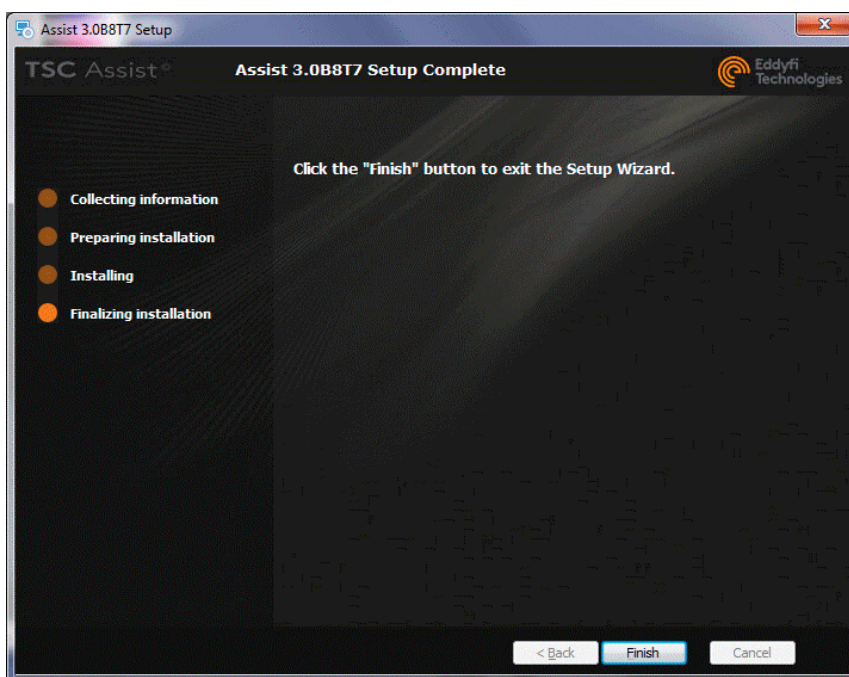 Assist 3.0B8T7 Setup
TSC Assist®
Assist 3.0B8T7 Setup Complete
Eddyfi
Technologies
Click the "Finish" button to exit the Setup Wizard.
Collecting information
Preparing installation
Installing
Finalizing installation
< Back
Finish
Cancel